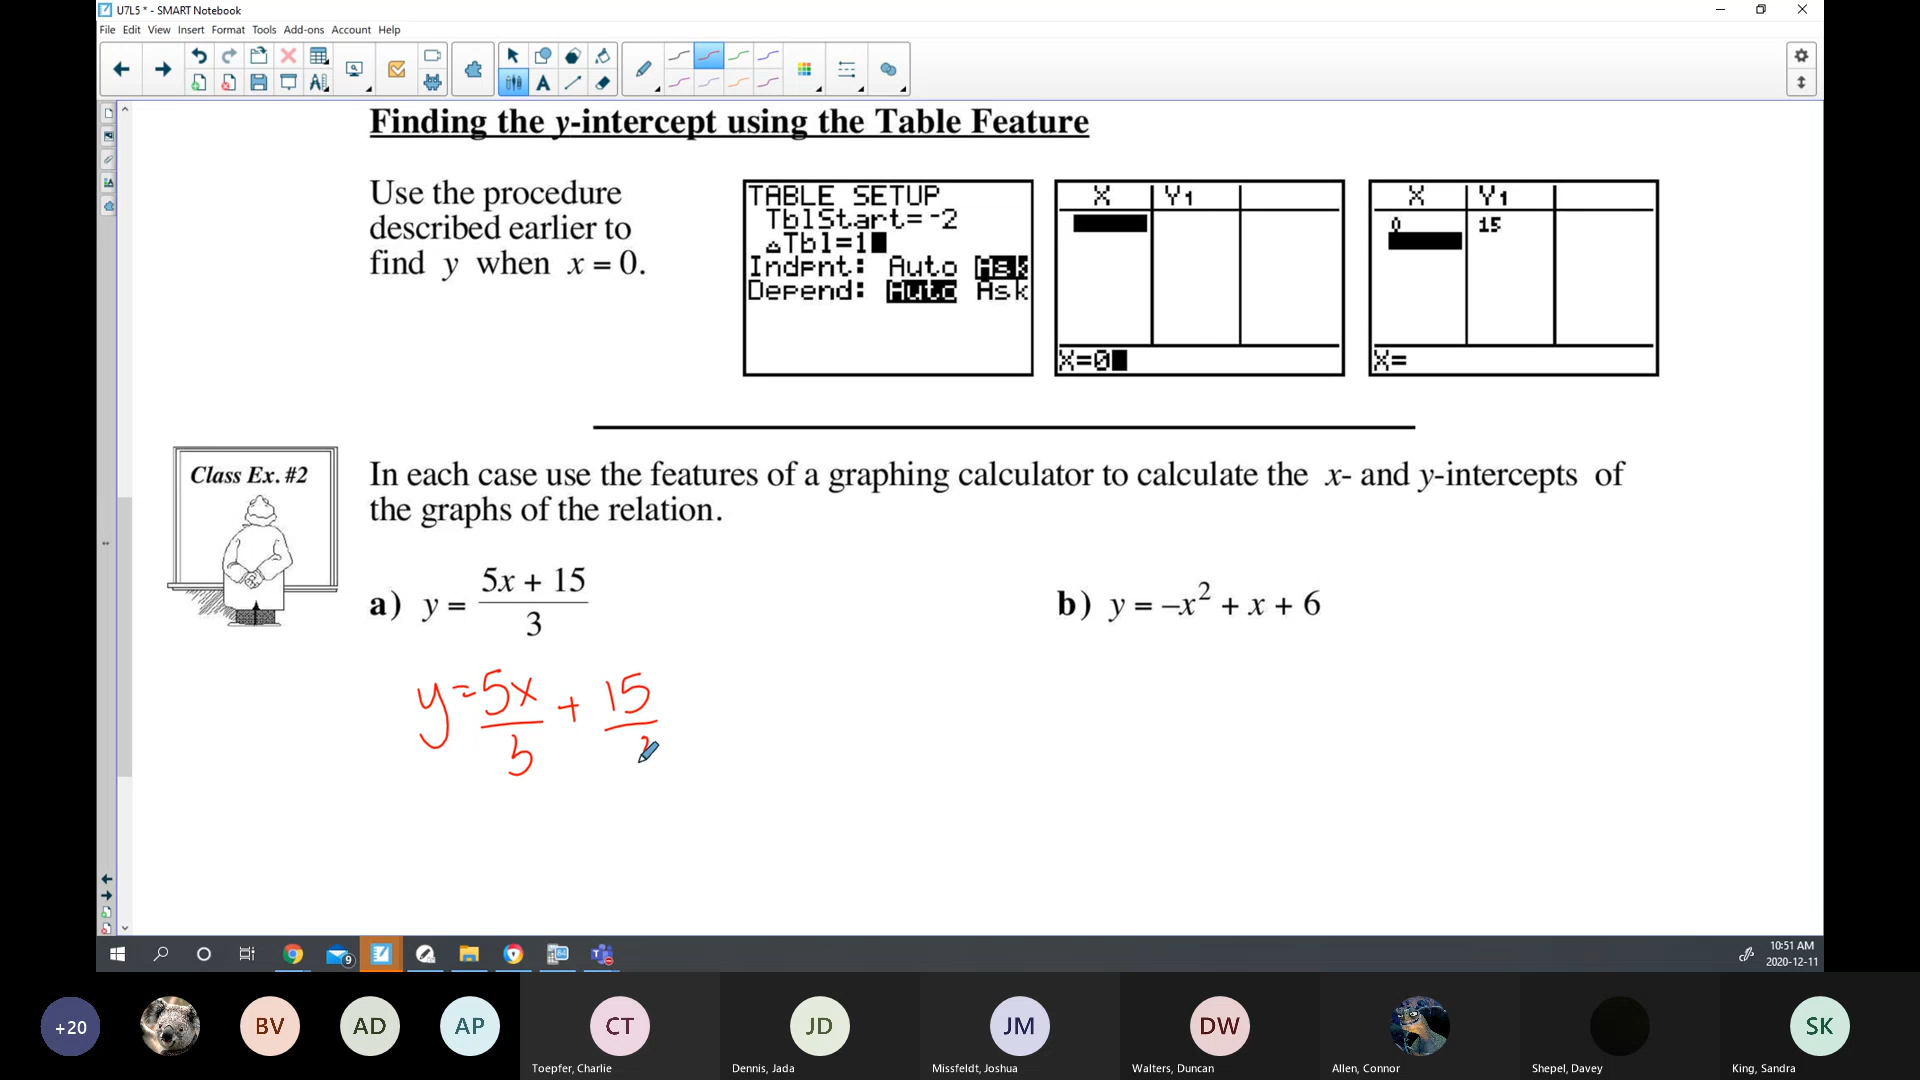 U7L5 * - SMART Notebook
File Edit View Insert Format Tools Add-ons Account Help
Finding the y-intercept using the Table Feature
Use the procedure
described earlier to
find y when x = 0.
TABLE SETUP
TblStart=-2
△Tbl=1
Indpnt: Auto Ask
Depend: Auto Ask
X Y1
X=0
X Y1
0 15
X=
Class Ex. #2
In each case use the features of a graphing calculator to calculate the x- and y-intercepts of
the graphs of the relation.
a) y = (5x + 15)/3
b) y = –x² + x + 6
y = 5x/3 + 15/
9
10:51 AM
2020-12-11
+20
BV
AD
AP
CT
JD
JM
DW
SK
Toepfer, Charlie
Dennis, Jada
Missfeldt, Joshua
Walters, Duncan
Allen, Connor
Shepel, Davey
King, Sandra